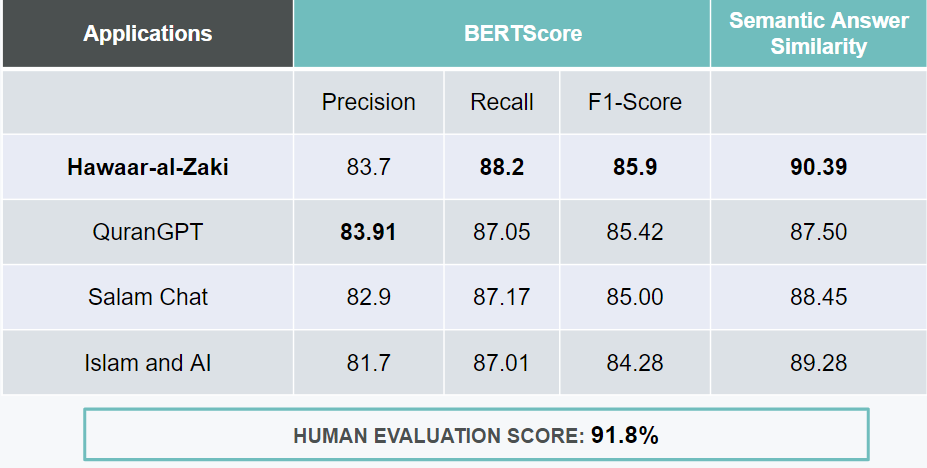 Applications BERTScore Semantic Answer Similarity
Precision Recall F1-Score
Hawaar-al-Zaki 83.7 88.2 85.9 90.39
QuranGPT 83.91 87.05 85.42 87.50
Salam Chat 82.9 87.17 85.00 88.45
Islam and AI 81.7 87.01 84.28 89.28
HUMAN EVALUATION SCORE: 91.8%